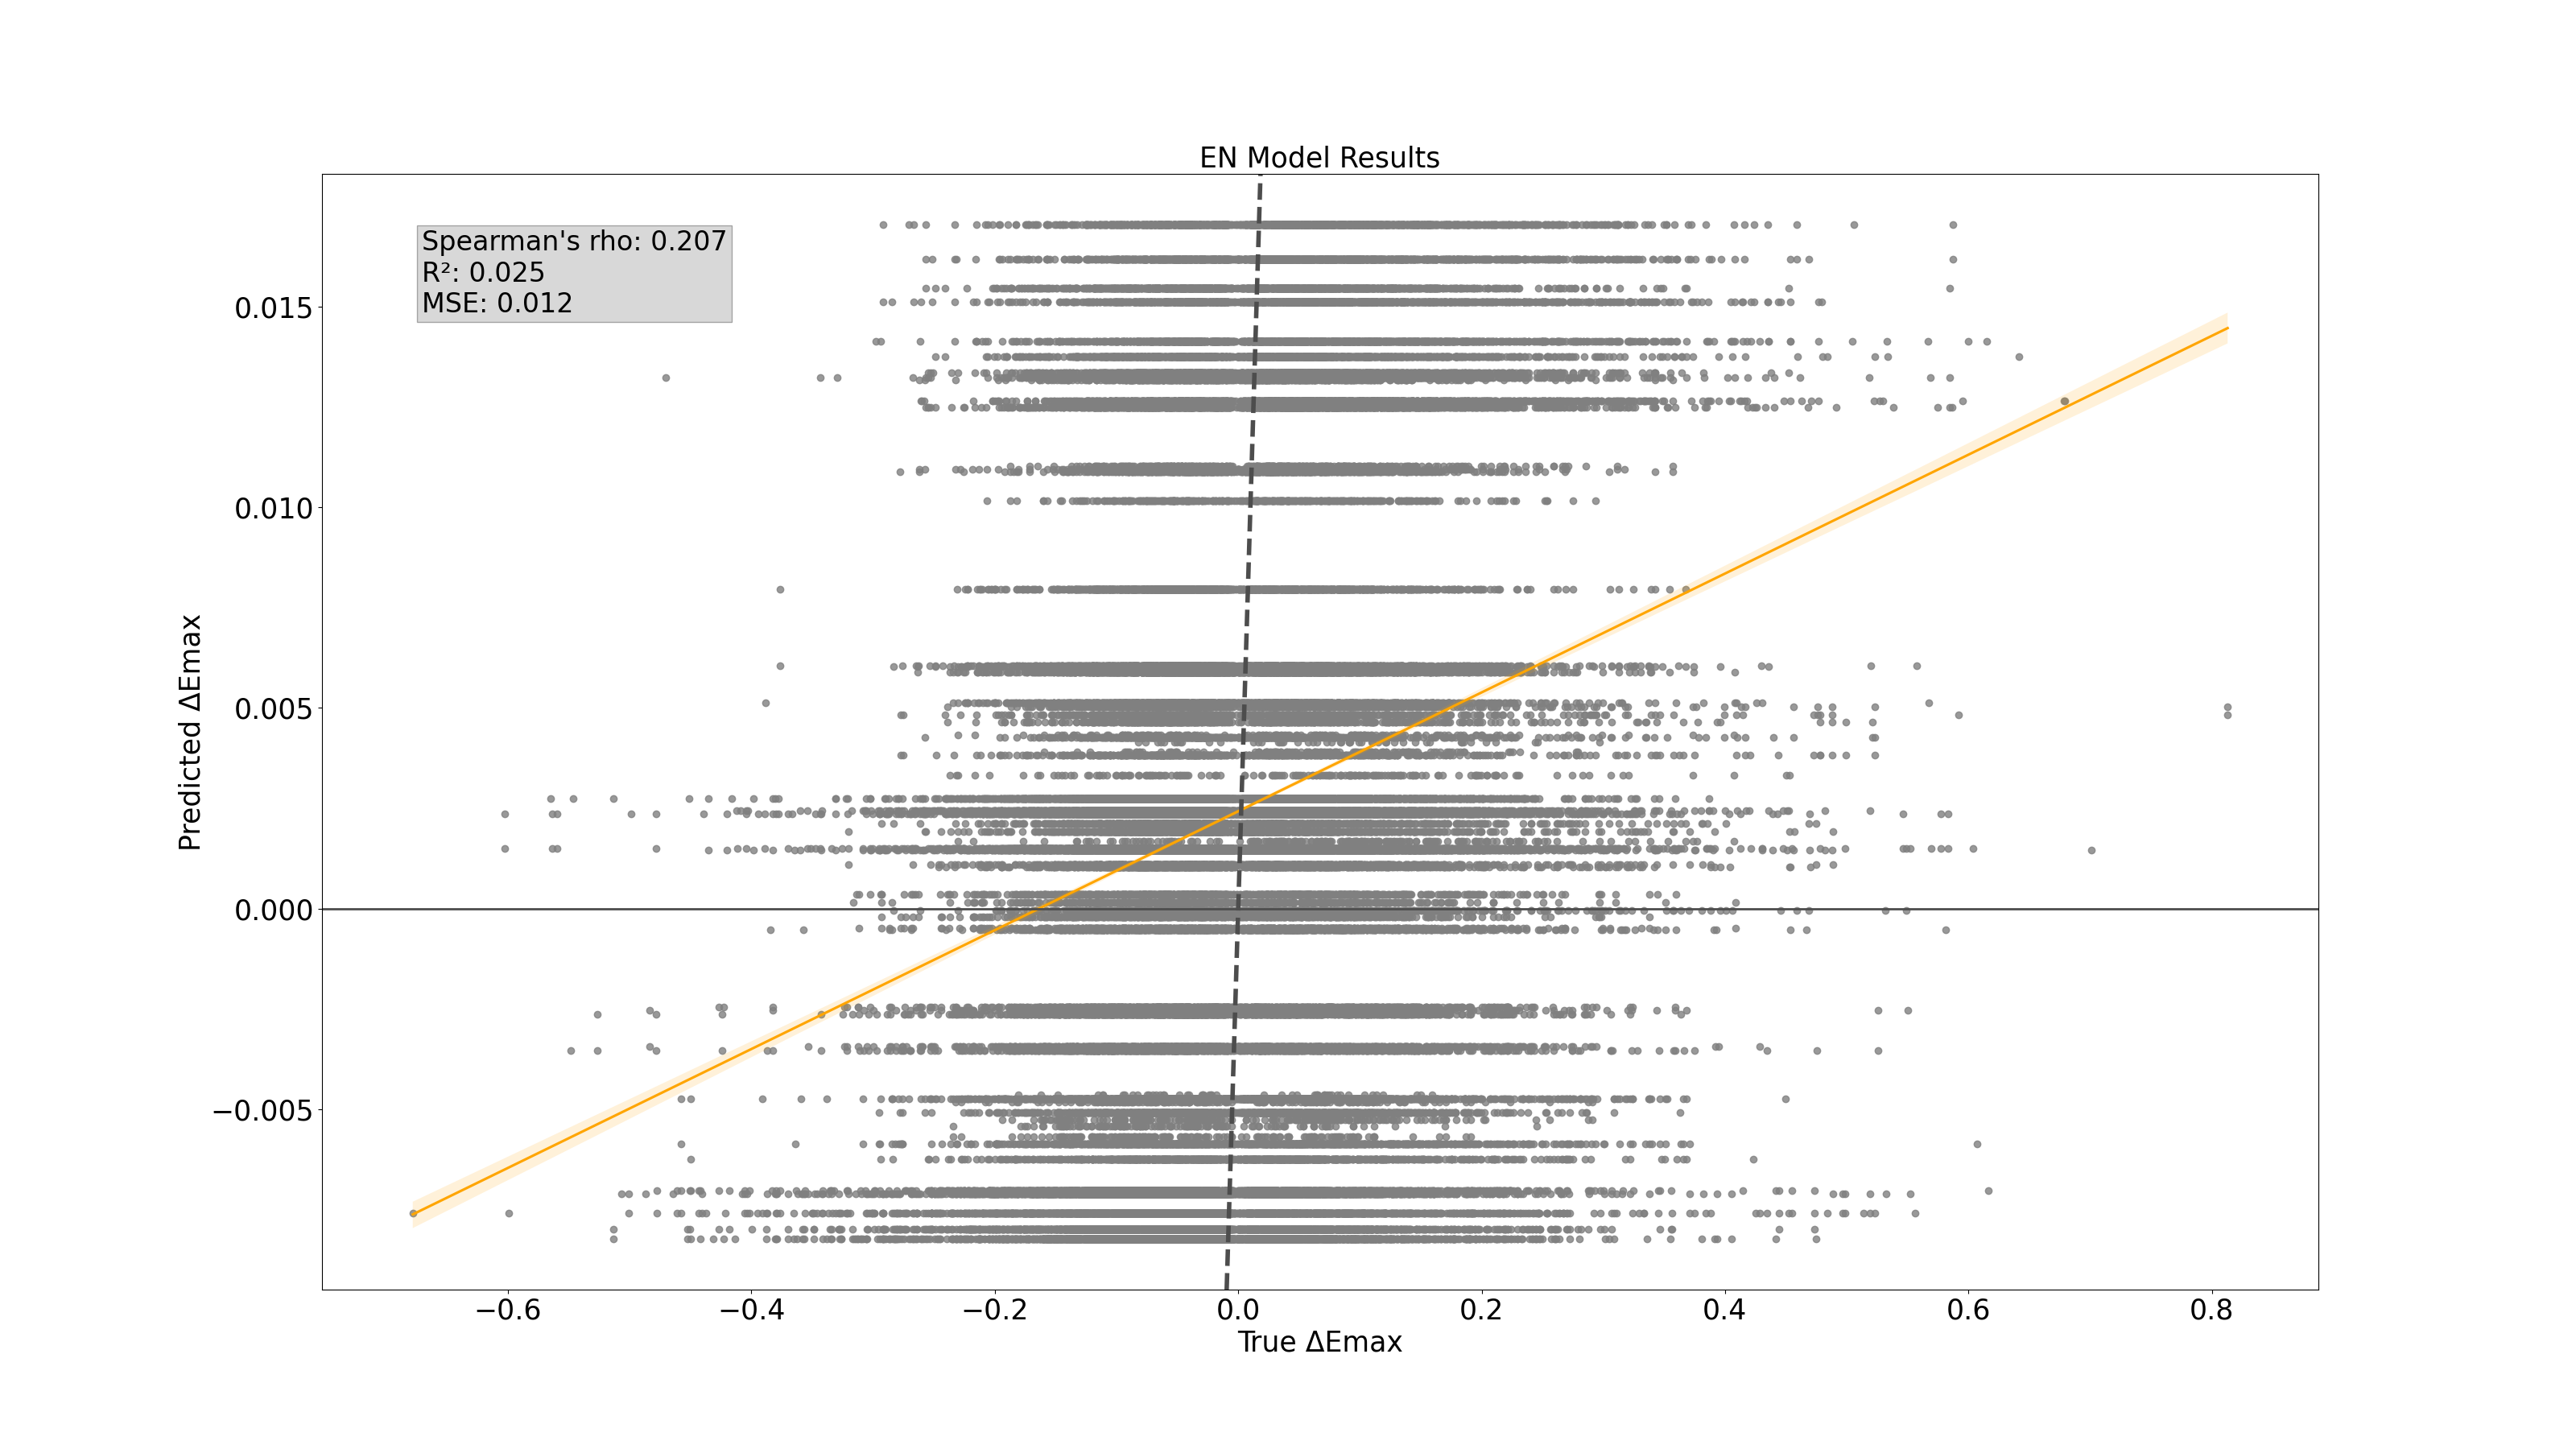 EN Model Results
Spearman's rho: 0.207
R²: 0.025
MSE: 0.012
Predicted ΔEmax
0.015
0.010
0.005
0.000
−0.005
−0.6 −0.4 −0.2 0.0 0.2 0.4 0.6 0.8
True ΔEmax